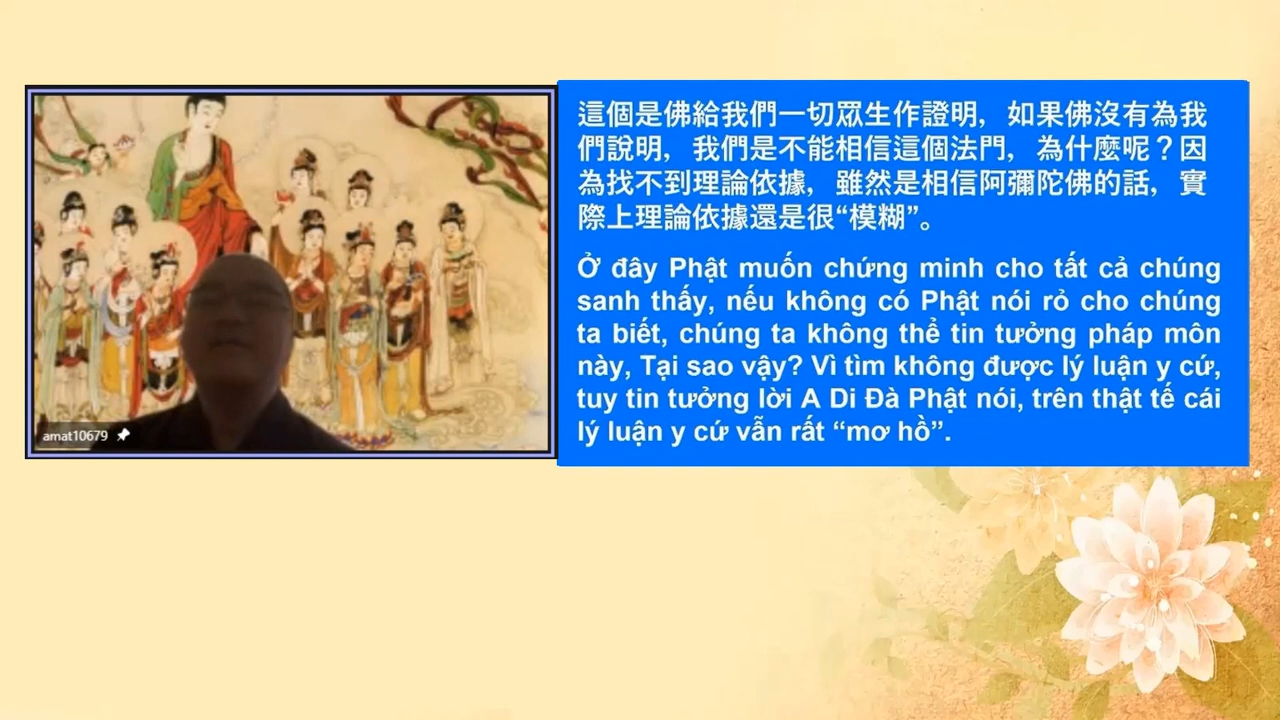 這個是佛給我們一切眾生作證明，如果佛沒有為我
們說明，我們是不能相信這個法門，為什麼呢？因
為找不到理論依據，雖然是相信阿彌陀佛的話，實
際上理論依據還是很“模糊”。
Ở đây Phật muốn chứng minh cho tất cả chúng
sanh thấy, nếu không có Phật nói rỏ cho chúng
ta biết, chúng ta không thể tin tưởng pháp môn
này, Tại sao vậy? Vì tìm không được lý luận y cứ,
tuy tin tưởng lời A Di Đà Phật nói, trên thật tế cái
lý luận y cứ vẫn rất “mơ hồ”.
amat10679